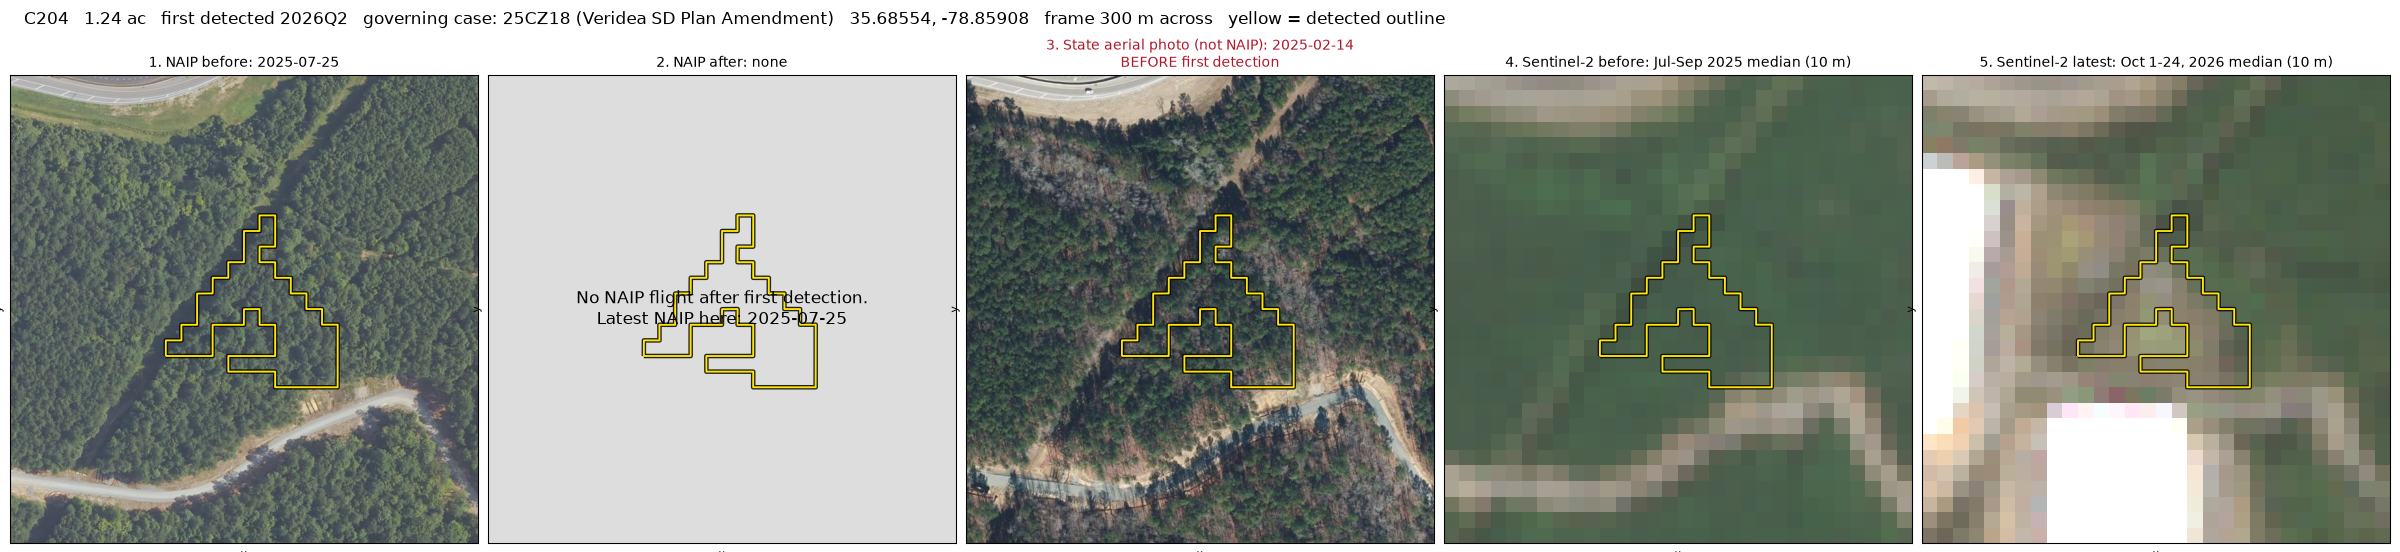 C204   1.24 ac   first detected 2026Q2   governing case: 25CZ18 (Veridea SD Plan Amendment)   35.68554, -78.85908   frame 300 m across   yellow = detected outline
1. NAIP before: 2025-07-25
2. NAIP after: none
3. State aerial photo (not NAIP): 2025-02-14
BEFORE first detection
4. Sentinel-2 before: Jul-Sep 2025 median (10 m)
5. Sentinel-2 latest: Oct 1-24, 2026 median (10 m)
No NAIP flight after first detection.
Latest NAIP here: 2025-07-25